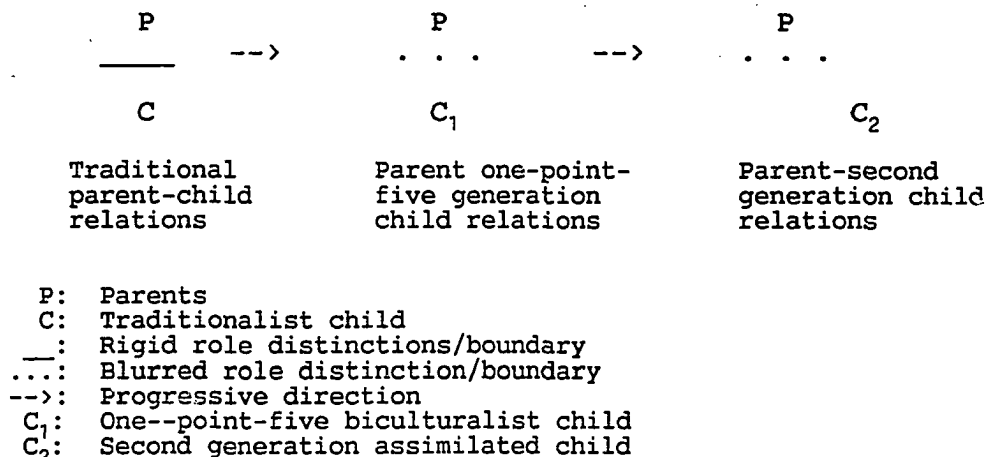 P P P
--> . . . --> . . .
C C₁ C₂
Traditional Parent one-point- Parent-second
parent-child five generation generation child
relations child relations relations
P: Parents
C: Traditionalist child
__: Rigid role distinctions/boundary
...: Blurred role distinction/boundary
-->: Progressive direction
C₁: One--point-five biculturalist child
C₂: Second generation assimilated child